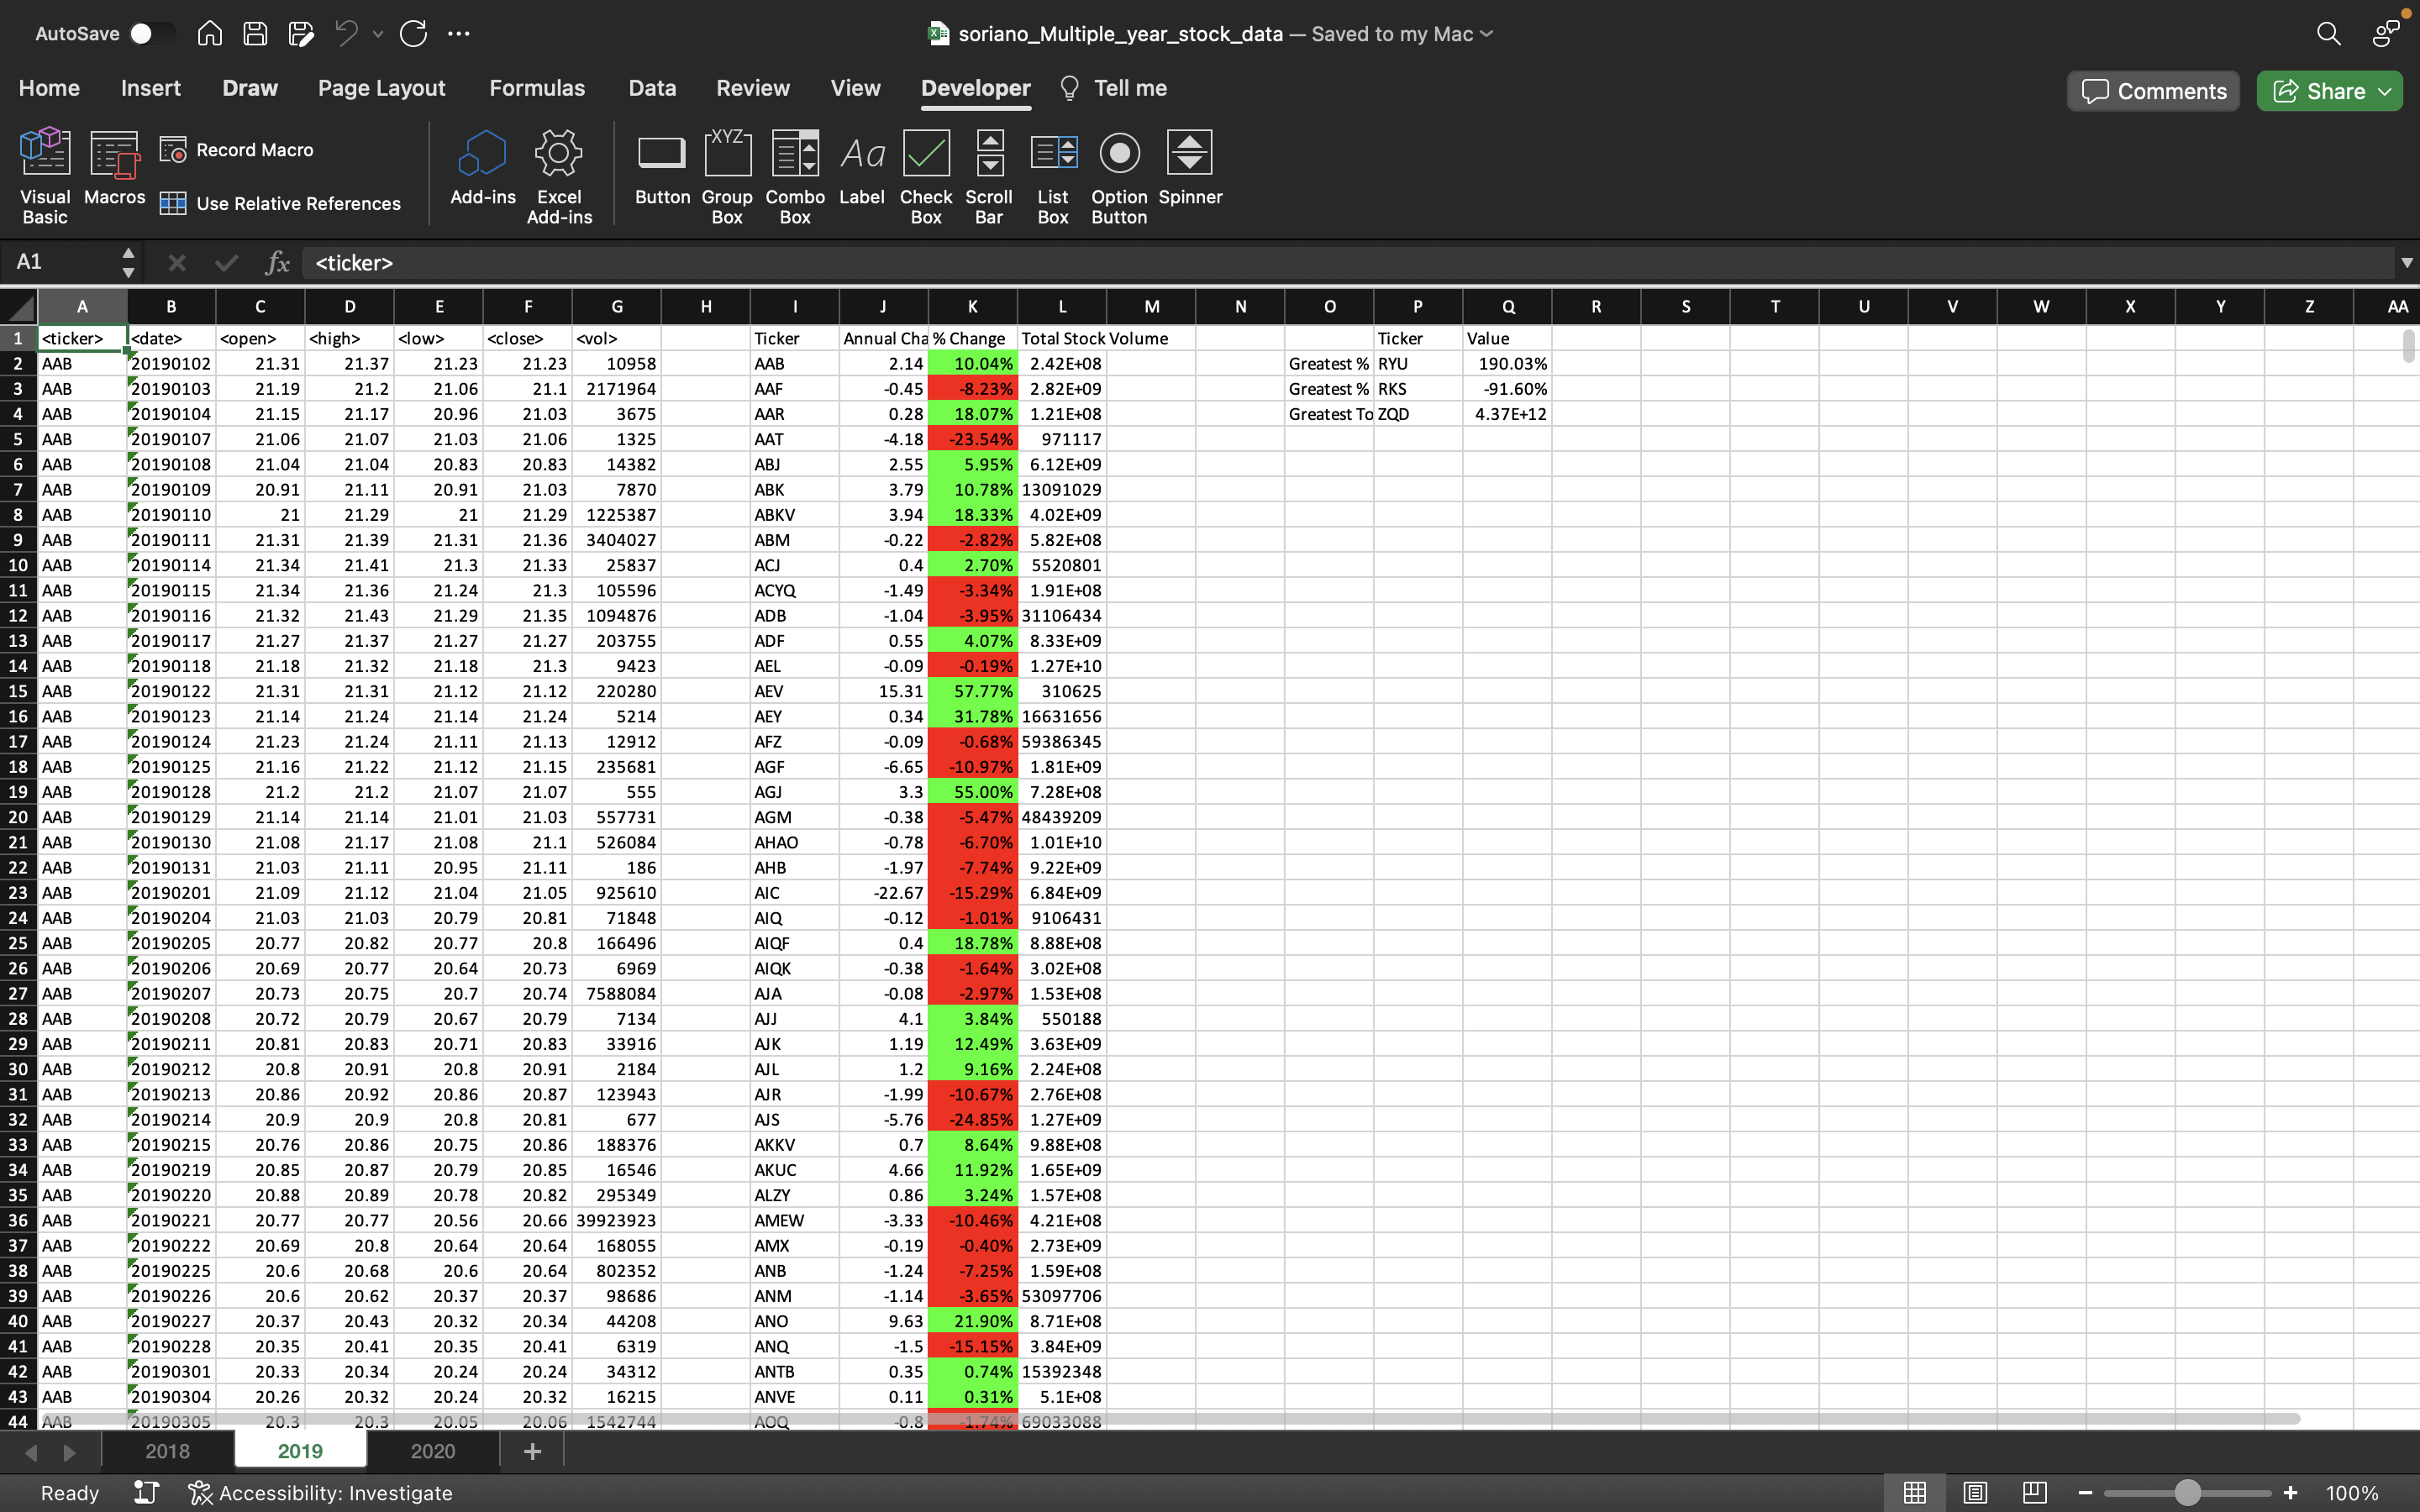 AutoSave soriano_Multiple_year_stock_data — Saved to my Mac
Home Insert Draw Page Layout Formulas Data Review View Developer Tell me Comments Share
Visual Basic Macros Record Macro Use Relative References Add-ins Excel Add-ins Button Group Box XYZ Combo Box Aa Label Check Box Scroll Bar List Box Option Button Spinner
A1 fx <ticker>
A B C D E F G H I J K L M N O P Q R S T U V W X Y Z AA
1 <ticker> <date> <open> <high> <low> <close> <vol> Ticker Annual Cha % Change Total Stock Volume Ticker Value
2 AAB 20190102 21.31 21.37 21.23 21.23 10958 AAB 2.14 10.04% 2.42E+08 Greatest % RYU 190.03%
3 AAB 20190103 21.19 21.2 21.06 21.1 2171964 AAF -0.45 -8.23% 2.82E+09 Greatest % RKS -91.60%
4 AAB 20190104 21.15 21.17 20.96 21.03 3675 AAR 0.28 18.07% 1.21E+08 Greatest To ZQD 4.37E+12
5 AAB 20190107 21.06 21.07 21.03 21.06 1325 AAT -4.18 -23.54% 971117
6 AAB 20190108 21.04 21.04 20.83 20.83 14382 ABJ 2.55 5.95% 6.12E+09
7 AAB 20190109 20.91 21.11 20.91 21.03 7870 ABK 3.79 10.78% 13091029
8 AAB 20190110 21 21.29 21 21.29 1225387 ABKV 3.94 18.33% 4.02E+09
9 AAB 20190111 21.31 21.39 21.31 21.36 3404027 ABM -0.22 -2.82% 5.82E+08
10 AAB 20190114 21.34 21.41 21.3 21.33 25837 ACJ 0.4 2.70% 5520801
11 AAB 20190115 21.34 21.36 21.24 21.3 105596 ACYQ -1.49 -3.34% 1.91E+08
12 AAB 20190116 21.32 21.43 21.29 21.35 1094876 ADB -1.04 -3.95% 31106434
13 AAB 20190117 21.27 21.37 21.27 21.27 203755 ADF 0.55 4.07% 8.33E+09
14 AAB 20190118 21.18 21.32 21.18 21.3 9423 AEL -0.09 -0.19% 1.27E+10
15 AAB 20190122 21.31 21.31 21.12 21.12 220280 AEV 15.31 57.77% 310625
16 AAB 20190123 21.14 21.24 21.14 21.24 5214 AEY 0.34 31.78% 16631656
17 AAB 20190124 21.23 21.24 21.11 21.13 12912 AFZ -0.09 -0.68% 59386345
18 AAB 20190125 21.16 21.22 21.12 21.15 235681 AGF -6.65 -10.97% 1.81E+09
19 AAB 20190128 21.2 21.2 21.07 21.07 555 AGJ 3.3 55.00% 7.28E+08
20 AAB 20190129 21.14 21.14 21.01 21.03 557731 AGM -0.38 -5.47% 48439209
21 AAB 20190130 21.08 21.17 21.08 21.1 526084 AHAO -0.78 -6.70% 1.01E+10
22 AAB 20190131 21.03 21.11 20.95 21.11 186 AHB -1.97 -7.74% 9.22E+09
23 AAB 20190201 21.09 21.12 21.04 21.05 925610 AIC -22.67 -15.29% 6.84E+09
24 AAB 20190204 21.03 21.03 20.79 20.81 71848 AIQ -0.12 -1.01% 9106431
25 AAB 20190205 20.77 20.82 20.77 20.8 166496 AIQF 0.4 18.78% 8.88E+08
26 AAB 20190206 20.69 20.77 20.64 20.73 6969 AIQK -0.38 -1.64% 3.02E+08
27 AAB 20190207 20.73 20.75 20.7 20.74 7588084 AJA -0.08 -2.97% 1.53E+08
28 AAB 20190208 20.72 20.79 20.67 20.79 7134 AJJ 4.1 3.84% 550188
29 AAB 20190211 20.81 20.83 20.71 20.83 33916 AJK 1.19 12.49% 3.63E+09
30 AAB 20190212 20.8 20.91 20.8 20.91 2184 AJL 1.2 9.16% 2.24E+08
31 AAB 20190213 20.86 20.92 20.86 20.87 123943 AJR -1.99 -10.67% 2.76E+08
32 AAB 20190214 20.9 20.9 20.8 20.81 677 AJS -5.76 -24.85% 1.27E+09
33 AAB 20190215 20.76 20.86 20.75 20.86 188376 AKKV 0.7 8.64% 9.88E+08
34 AAB 20190219 20.85 20.87 20.79 20.85 16546 AKUC 4.66 11.92% 1.65E+09
35 AAB 20190220 20.88 20.89 20.78 20.82 295349 ALZY 0.86 3.24% 1.57E+08
36 AAB 20190221 20.77 20.77 20.56 20.66 39923923 AMEW -3.33 -10.46% 4.21E+08
37 AAB 20190222 20.69 20.8 20.64 20.64 168055 AMX -0.19 -0.40% 2.73E+09
38 AAB 20190225 20.6 20.68 20.6 20.64 802352 ANB -1.24 -7.25% 1.59E+08
39 AAB 20190226 20.6 20.62 20.37 20.37 98686 ANM -1.14 -3.65% 53097706
40 AAB 20190227 20.37 20.43 20.32 20.34 44208 ANO 9.63 21.90% 8.71E+08
41 AAB 20190228 20.35 20.41 20.35 20.41 6319 ANQ -1.5 -15.15% 3.84E+09
42 AAB 20190301 20.33 20.34 20.24 20.24 34312 ANTB 0.35 0.74% 15392348
43 AAB 20190304 20.26 20.32 20.24 20.32 16215 ANVE 0.11 0.31% 5.1E+08
44 AAB 20190305 20.3 20.3 20.05 20.06 1542744 AOQ -0.8 -1.74% 69033088
2018 2019 2020
Ready Accessibility: Investigate 100%